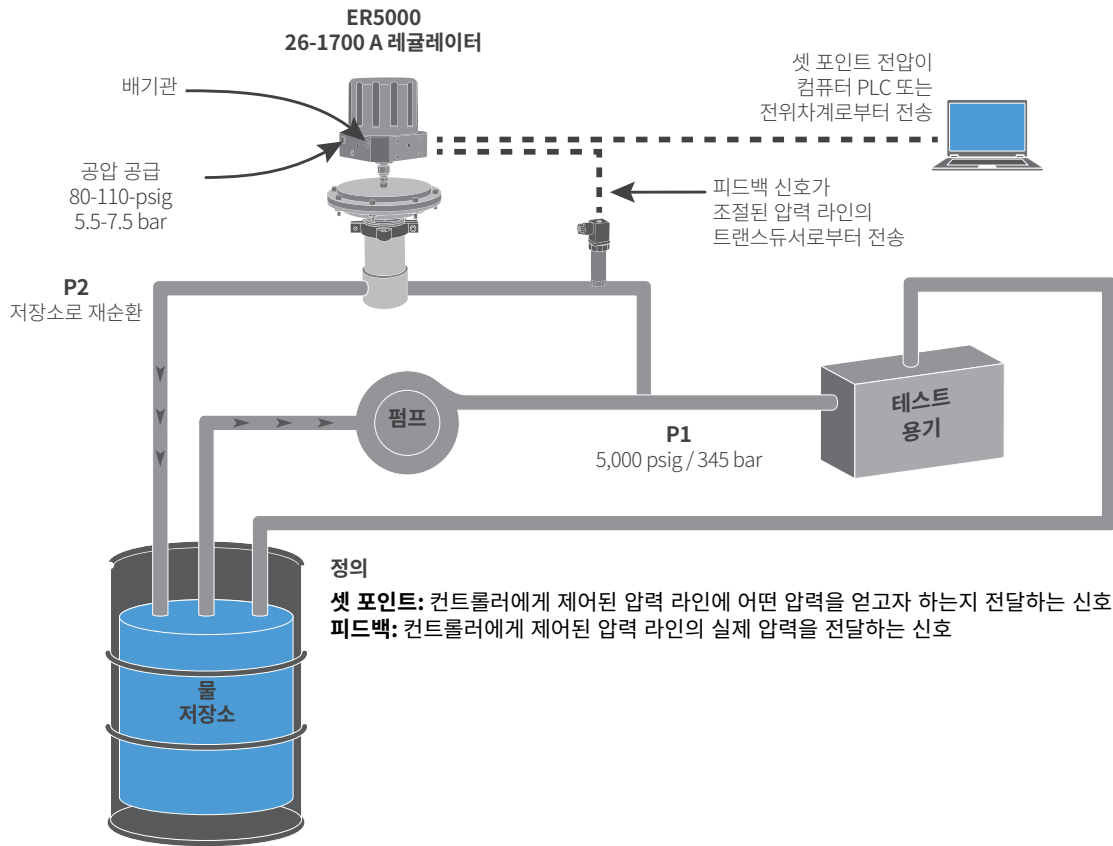 ER5000
26-1700 A 레귤레이터
배기관
공압 공급
80-110-psig
5.5-7.5 bar
셋 포인트 전압이
컴퓨터 PLC 또는
전위차계로부터 전송
피드백 신호가
조절된 압력 라인의
트랜스듀서로부터 전송
P2
저장소로 재순환
펌프
P1
5,000 psig / 345 bar
테스트
용기
정의
셋 포인트: 컨트롤러에게 제어된 압력 라인에 어떤 압력을 얻고자 하는지 전달하는 신호
피드백: 컨트롤러에게 제어된 압력 라인의 실제 압력을 전달하는 신호
물
저장소